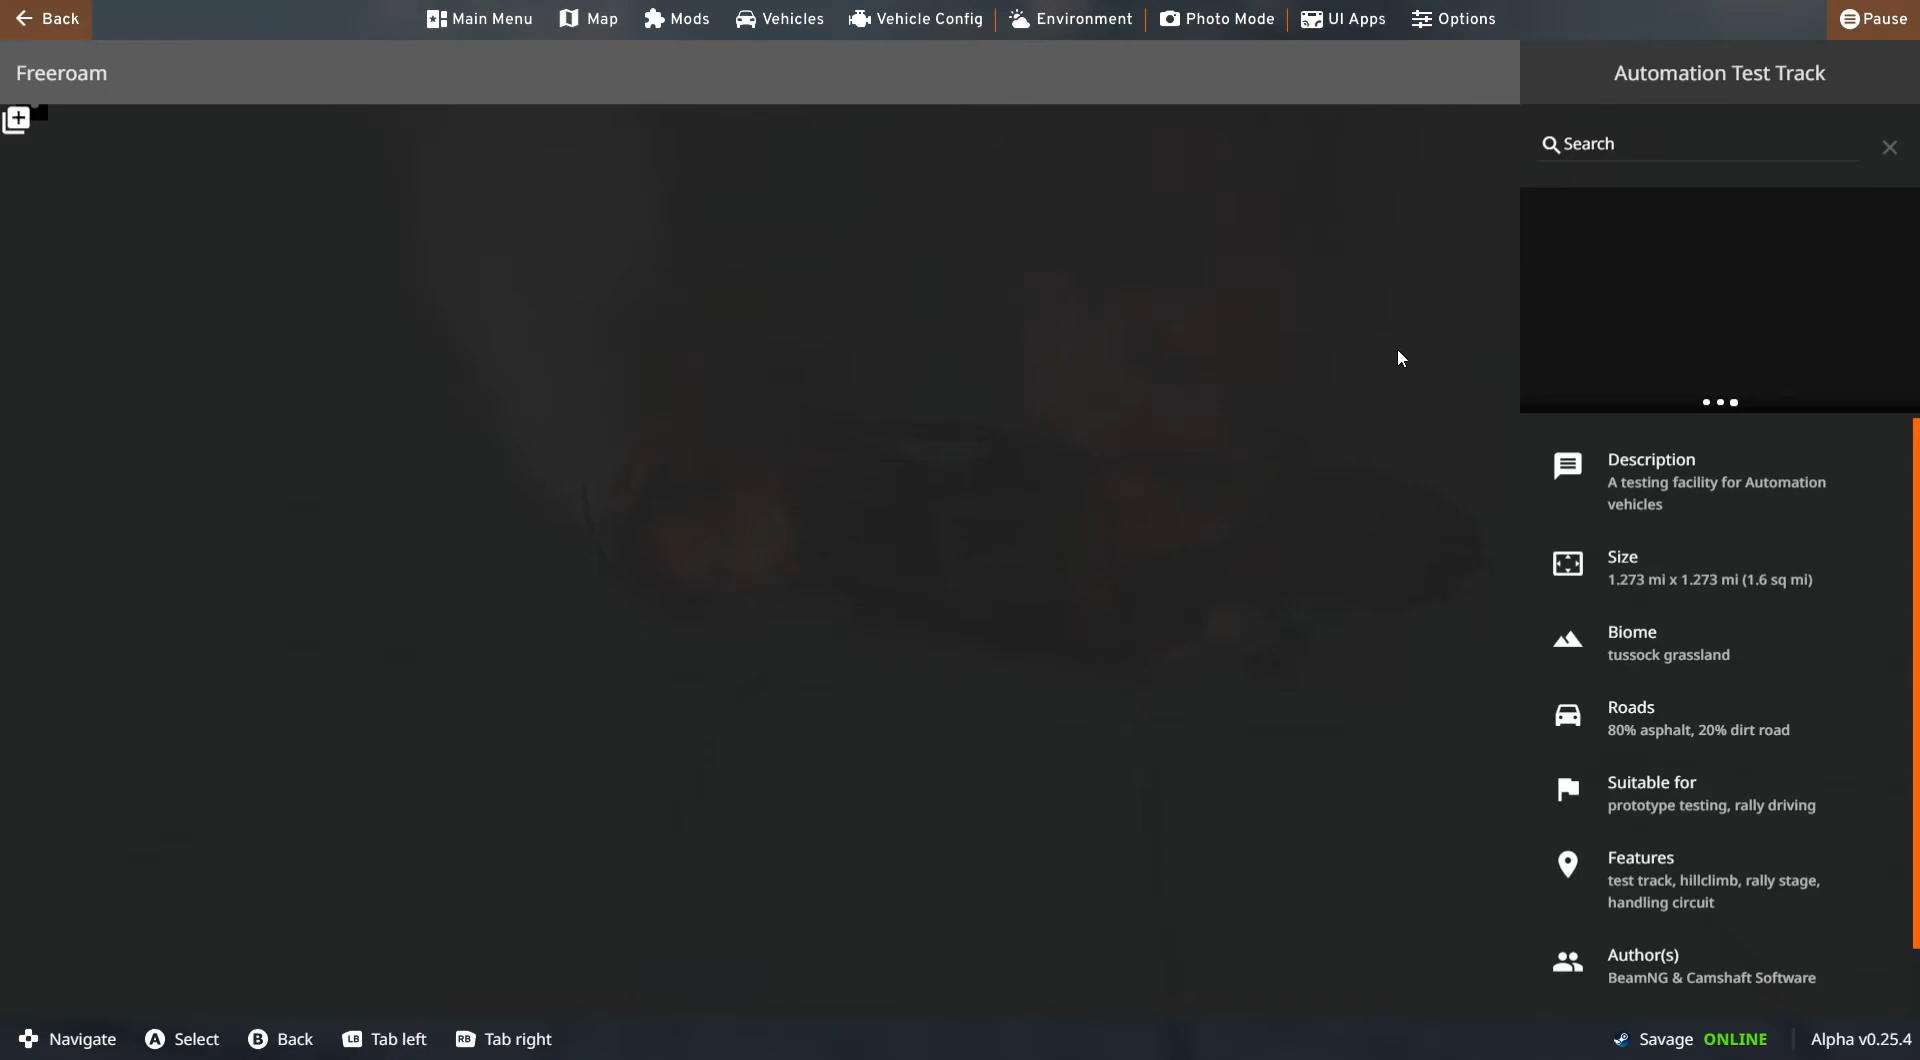 Back
Main Menu
Map
Mods
Vehicles
Vehicle Config
Environment
Photo Mode
UI Apps
Options
Pause
Freeroam
Automation Test Track
Search
Description
A testing facility for Automation
vehicles
Size
1.273 mi x 1.273 mi (1.6 sq mi)
Biome
tussock grassland
Roads
80% asphalt, 20% dirt road
Suitable for
prototype testing, rally driving
Features
test track, hillclimb, rally stage,
handling circuit
Author(s)
BeamNG & Camshaft Software
Navigate
A Select
B Back
LB Tab left
RB Tab right
Savage ONLINE
Alpha v0.25.4